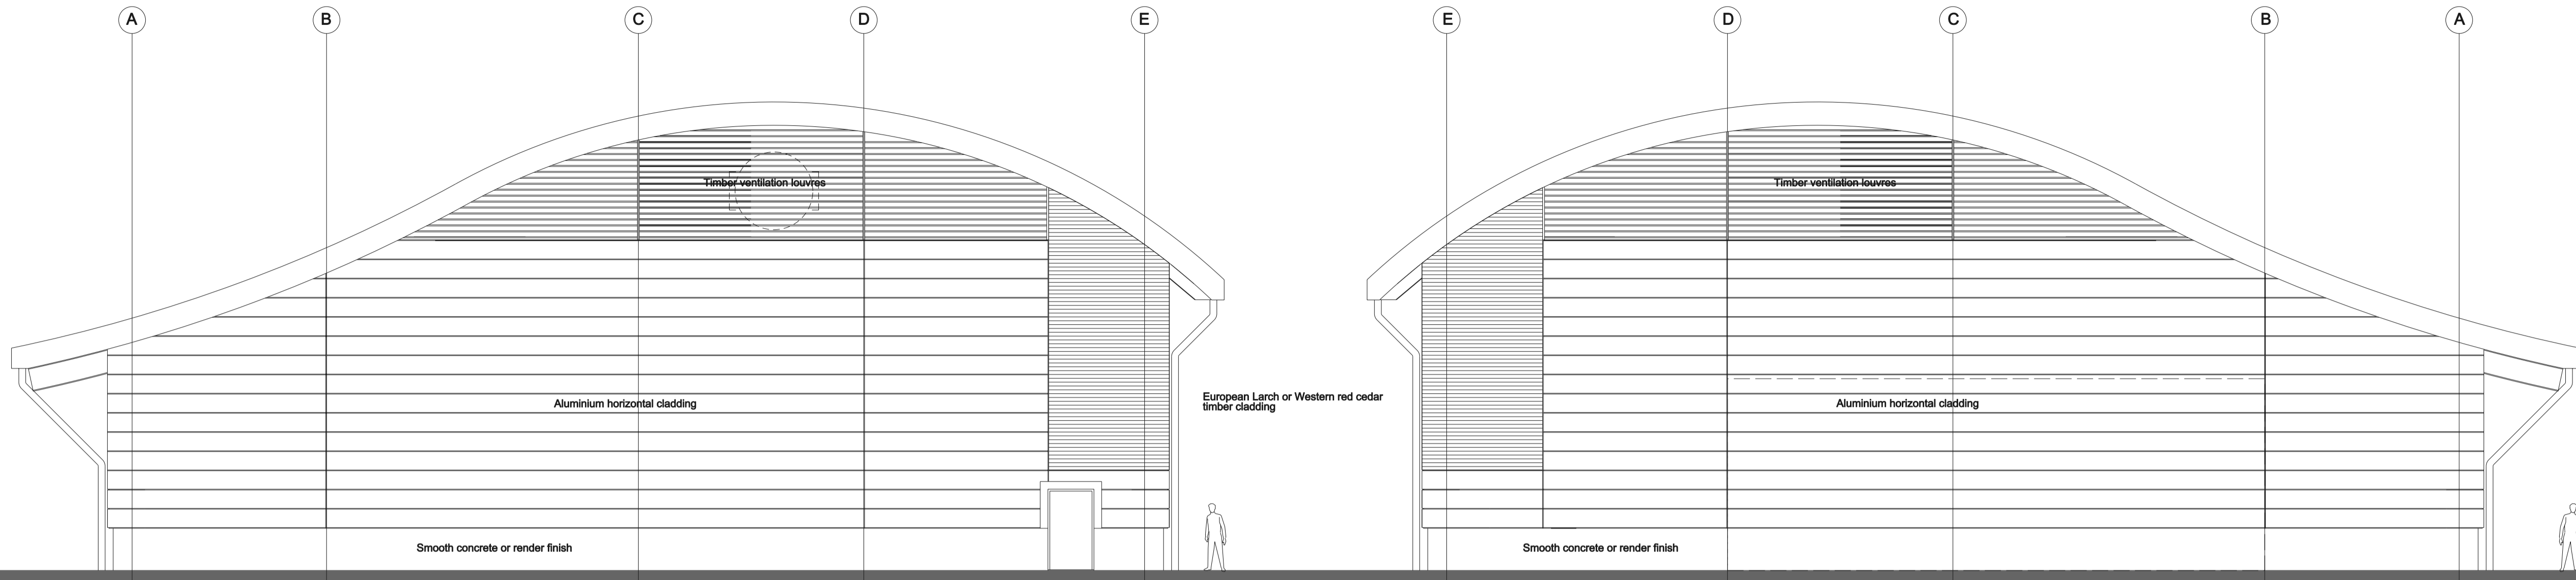 A B C D E E D C B A
Timber ventilation louvres
Timber ventilation louvres
Aluminium horizontal cladding
European Larch or Western red cedar
timber cladding
Aluminium horizontal cladding
Smooth concrete or render finish
Smooth concrete or render finish